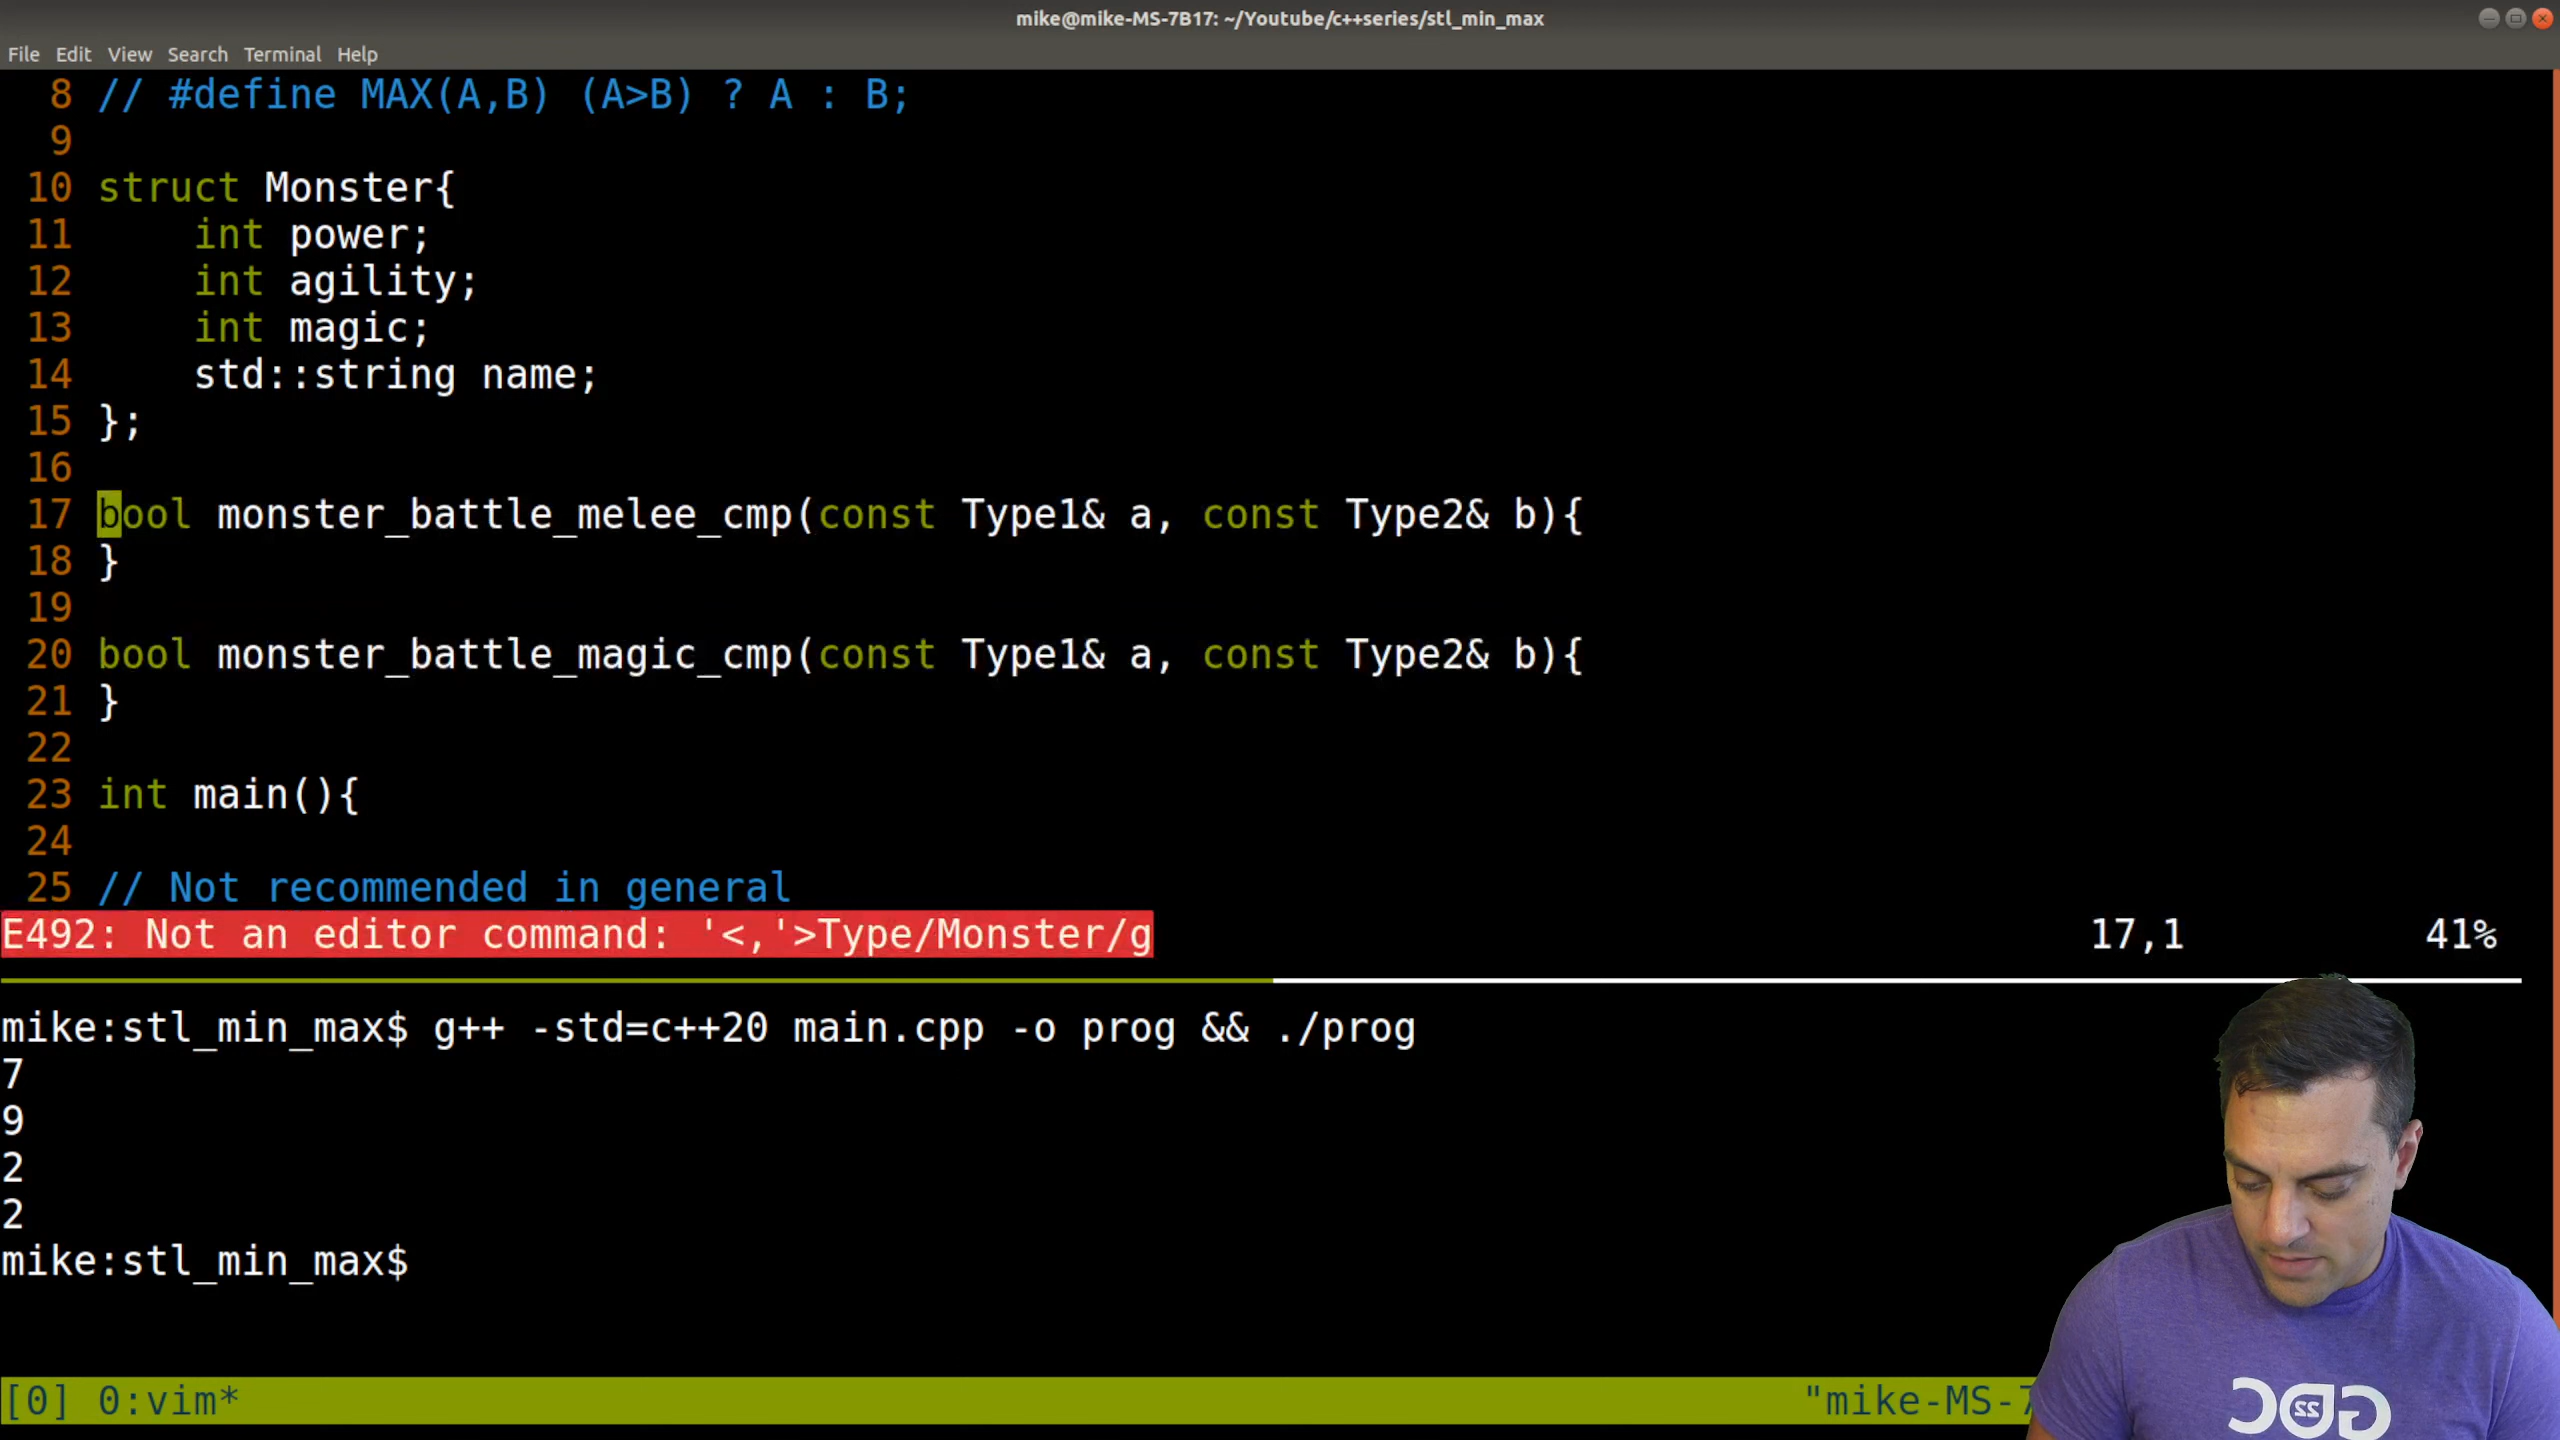 mike@mike-MS-7B17: ~/Youtube/c++series/stl_min_max
File Edit View Search Terminal Help
8 // #define MAX(A,B) (A>B) ? A : B;
9
10 struct Monster{
11 int power;
12 int agility;
13 int magic;
14 std::string name;
15 };
16
17 bool monster_battle_melee_cmp(const Type1& a, const Type2& b){
18 }
19
20 bool monster_battle_magic_cmp(const Type1& a, const Type2& b){
21 }
22
23 int main(){
24
25 // Not recommended in general
E492: Not an editor command: '<,'>Type/Monster/g 17,1 41%
mike:stl_min_max$ g++ -std=c++20 main.cpp -o prog && ./prog
7
9
2
2
mike:stl_min_max$
[0] 0:vim* "mike-MS-7
GDC 22